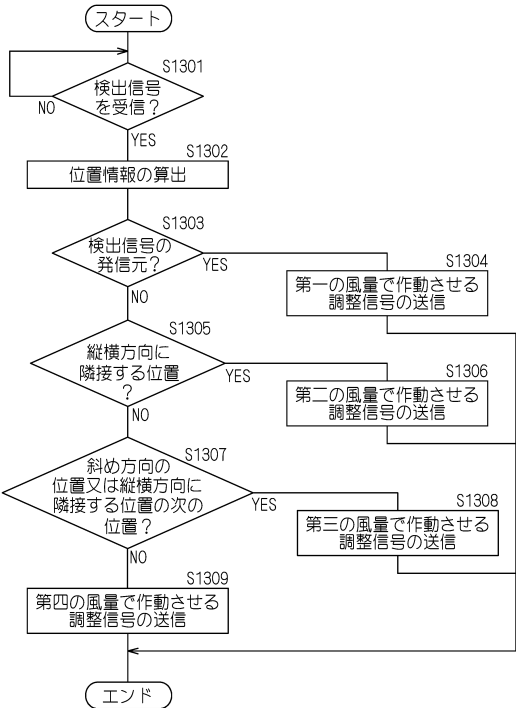 スタート
S1301
検出信号
を受信？
NO
YES
S1302
位置情報の算出
S1303
検出信号の
発信元？
YES
NO
S1304
第一の風量で作動させる
調整信号の送信
S1305
縦横方向に
隣接する位置
？
YES
NO
S1306
第二の風量で作動させる
調整信号の送信
S1307
斜め方向の
位置又は縦横方向に
隣接する位置の次の
位置？
YES
NO
S1308
第三の風量で作動させる
調整信号の送信
S1309
第四の風量で作動させる
調整信号の送信
エンド